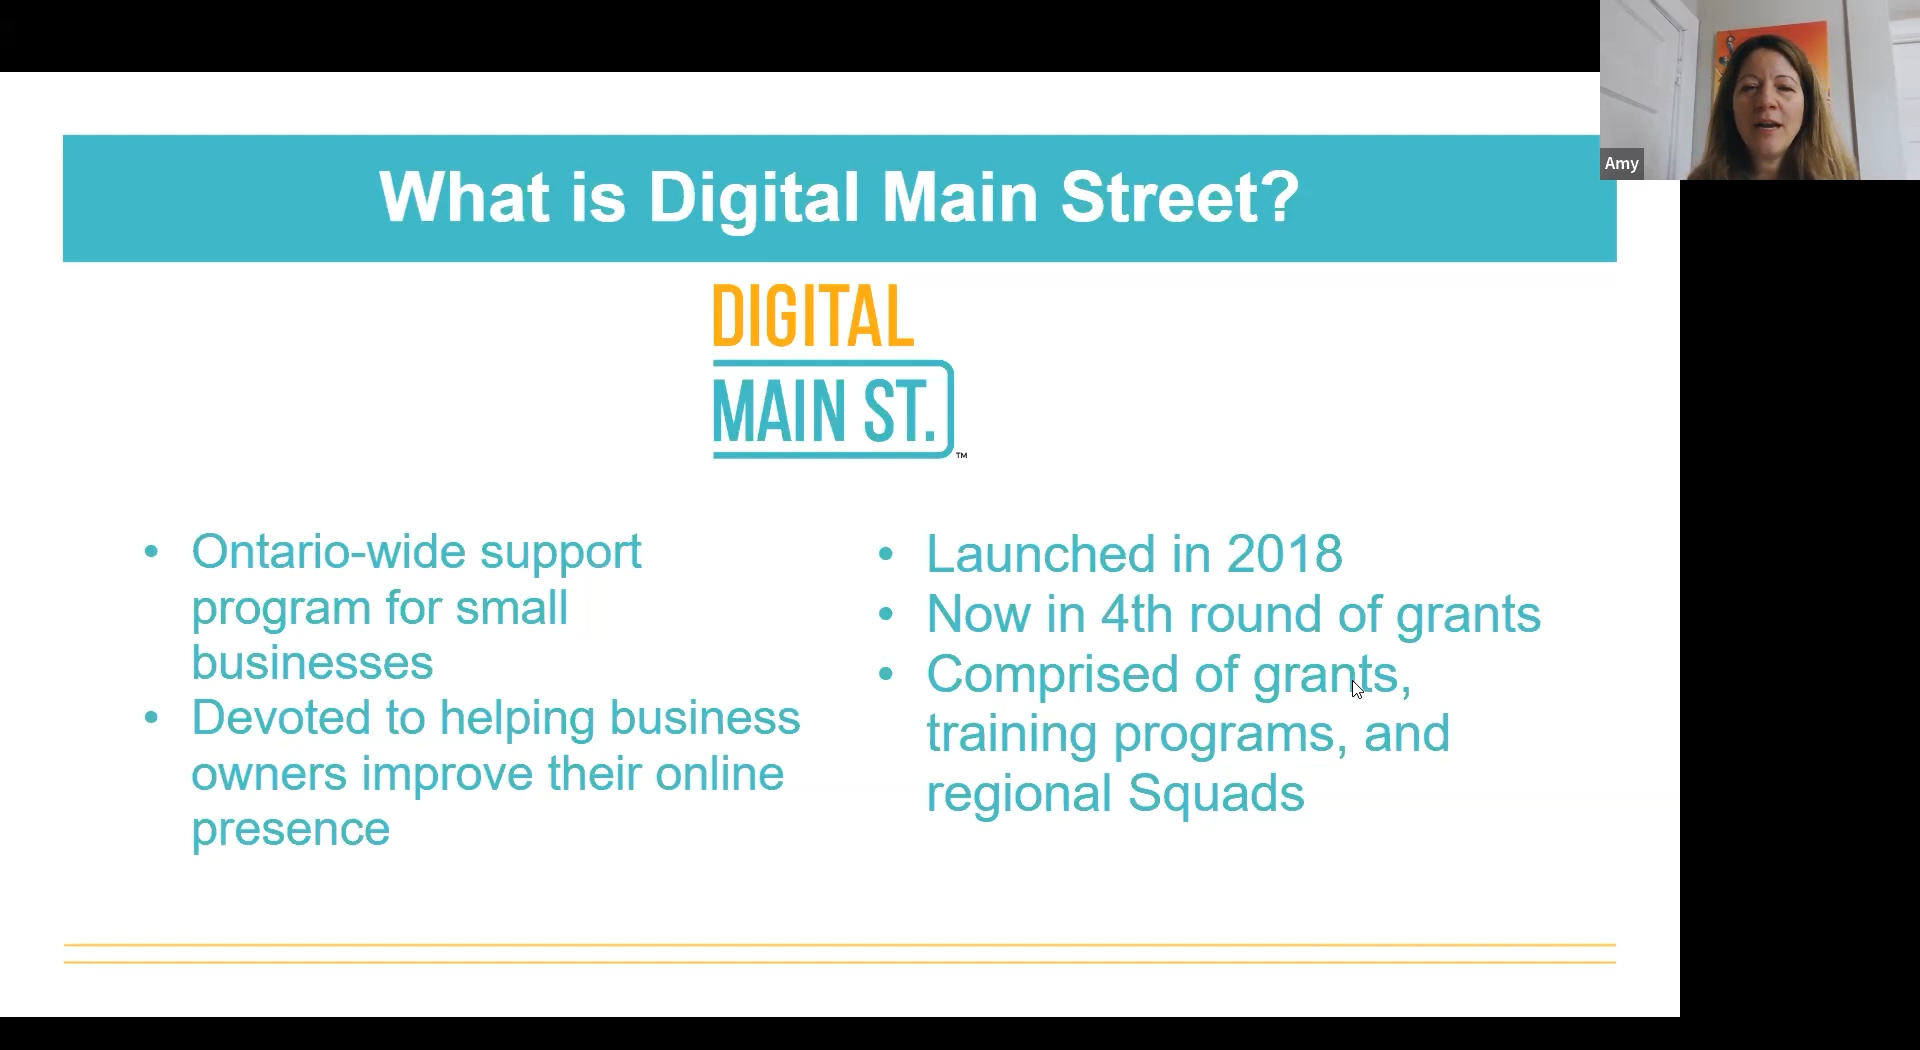 Amy
What is Digital Main Street?
DIGITAL
MAIN ST.
™
• Ontario-wide support
program for small
businesses
• Devoted to helping business
owners improve their online
presence
• Launched in 2018
• Now in 4th round of grants
• Comprised of grants,
training programs, and
regional Squads